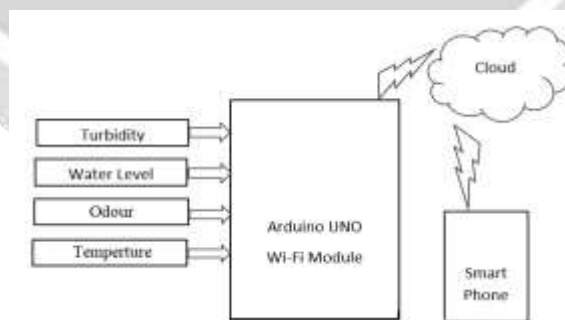 Cloud
Turbidity
Water Level
Odour
Temperture
Arduino UNO
Wi-Fi Module
Smart
Phone